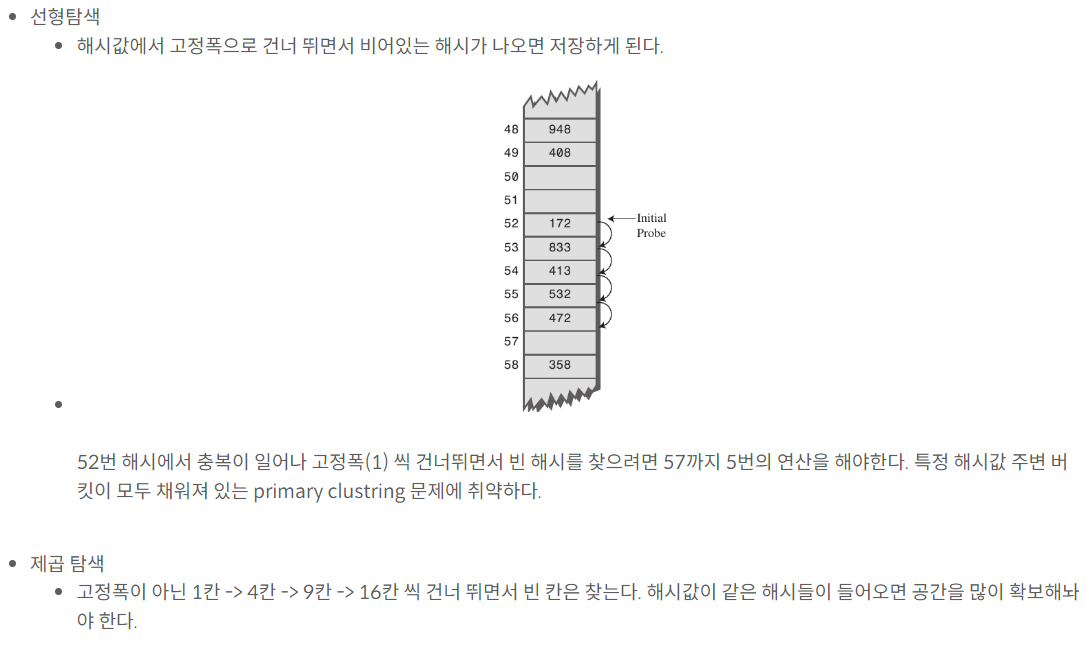 선형탐색
해시값에서 고정폭으로 건너 뛰면서 비어있는 해시가 나오면 저장하게 된다.
48 948
49 408
50
51
52 172
Initial
Probe
53 833
54 413
55 532
56 472
57
58 358
52번 해시에서 충복이 일어나 고정폭(1) 씩 건너뛰면서 빈 해시를 찾으려면 57까지 5번의 연산을 해야한다. 특정 해시값 주변 버
킷이 모두 채워져 있는 primary clustring 문제에 취약하다.
제곱 탐색
고정폭이 아닌 1칸 -> 4칸 -> 9칸 -> 16칸 씩 건너 뛰면서 빈 칸은 찾는다. 해시값이 같은 해시들이 들어오면 공간을 많이 확보해놔
야 한다.